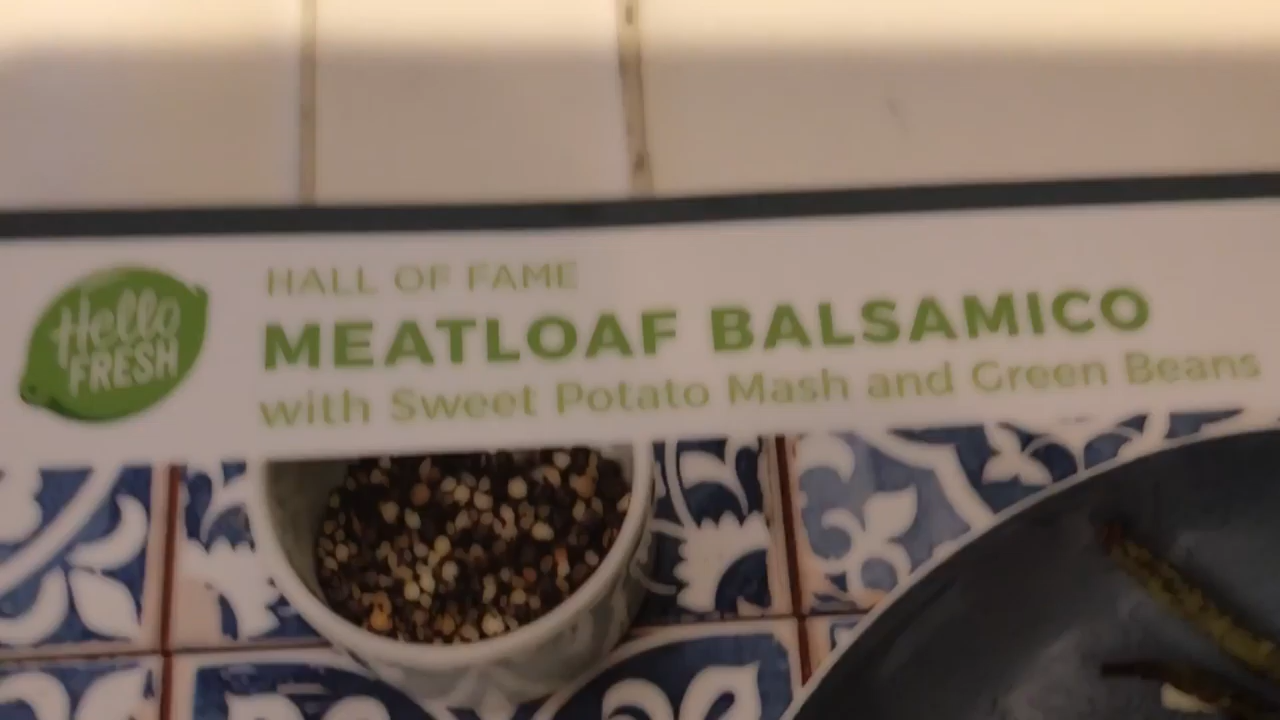 Hello
FRESH
HALL OF FAME
MEATLOAF BALSAMICO
with Sweet Potato Mash and Green Beans